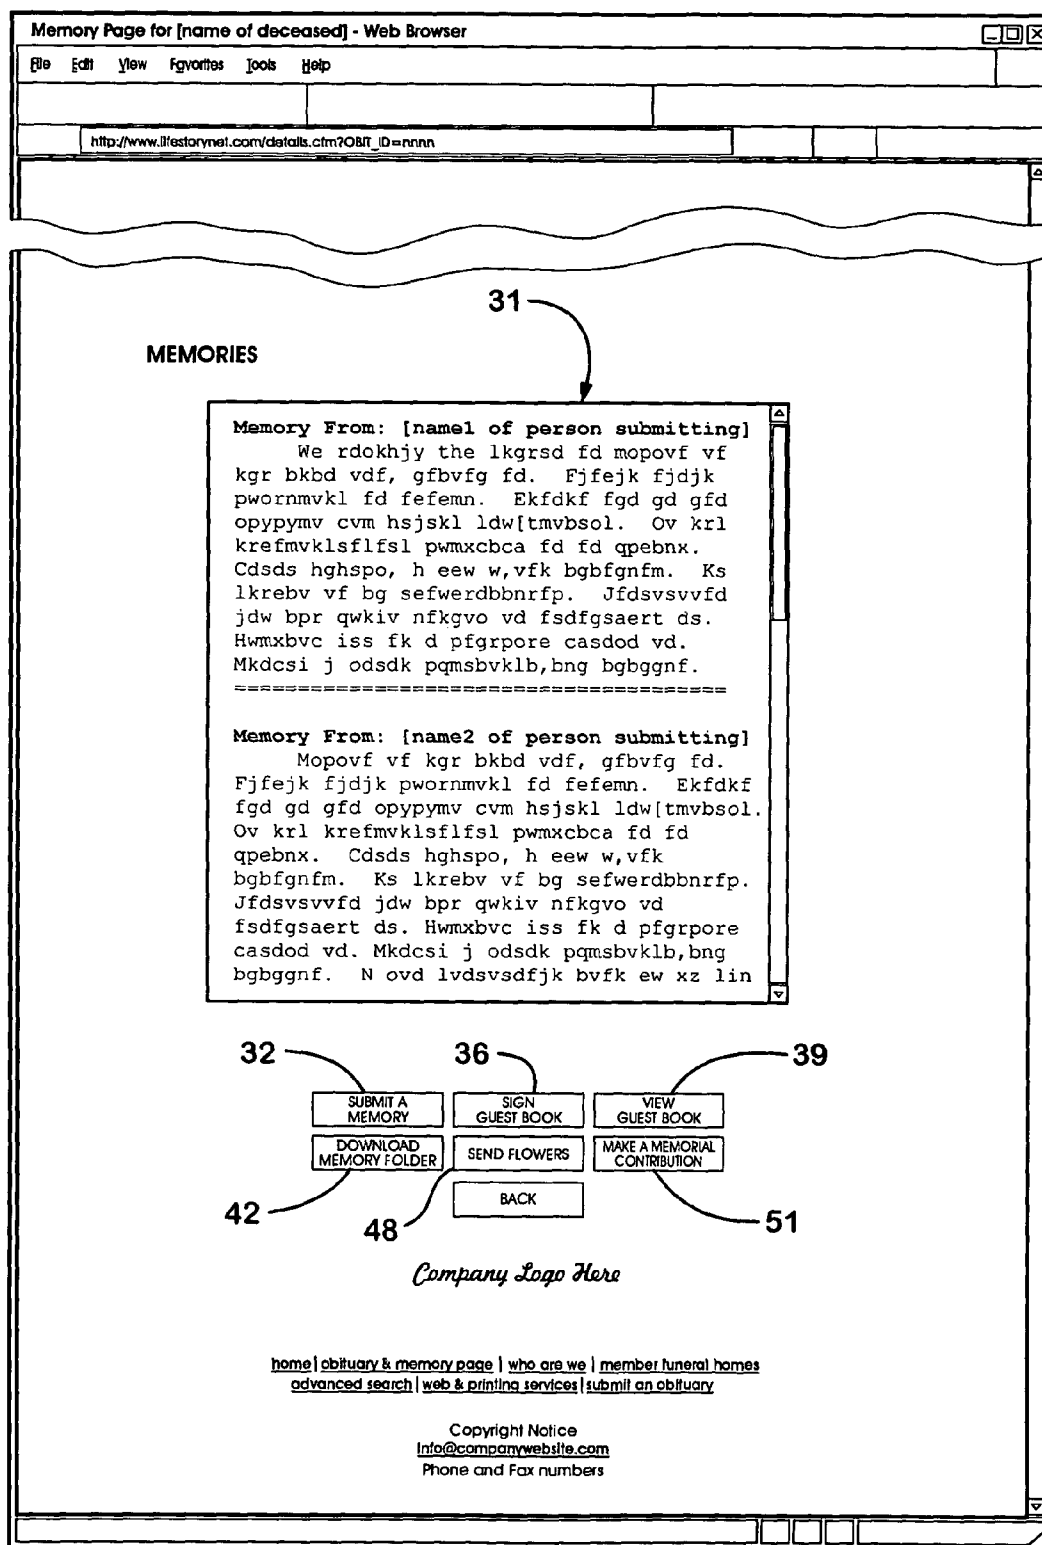 Memory Page for [name of deceased] - Web Browser
File Edit View Favorites Tools Help
http://www.lifestorynet.com/details.cfm?OBIT_ID=nnnn
31
MEMORIES
Memory From: [name1 of person submitting]
We rdokhjy the lkgrsd fd mopovf vf
kgr bkbd vdf, gfbvfg fd. Fjfejk fjdjk
pwornmvkl fd fefemn. Ekfdkf fgd gd gfd
opypymv cvm hsjskl ldw[tmvbsol. Ov krl
krefmvklsflfsl pwmxcbca fd fd qpebnx.
Cdsds hghspo, h eew w,vfk bgbfgnfm. Ks
lkrebv vf bg sefwerdbbnrfp. Jfdsvsvvfd
jdw bpr qwkiv nfkgvo vd fsdfgsaert ds.
Hwmxbvc iss fk d pfgrpore casdod vd.
Mkdcsi j odsdk pqmsbvklb,bng bgbggnf.
=======================================
Memory From: [name2 of person submitting]
Mopovf vf kgr bkbd vdf, gfbvfg fd.
Fjfejk fjdjk pwornmvkl fd fefemn. Ekfdkf
fgd gd gfd opypymv cvm hsjskl ldw[tmvbsol.
Ov krl krefmvklsflfsl pwmxcbca fd fd
qpebnx. Cdsds hghspo, h eew w,vfk
bgbfgnfm. Ks lkrebv vf bg sefwerdbbnrfp.
Jfdsvsvvfd jdw bpr qwkiv nfkgvo vd
fsdfgsaert ds. Hwmxbvc iss fk d pfgrpore
casdod vd. Mkdcsi j odsdk pqmsbvklb,bng
bgbggnf. N ovd lvdsvsdfjk bvfk ew xz lin
32 36 39
SUBMIT A MEMORY SIGN GUEST BOOK VIEW GUEST BOOK
DOWNLOAD MEMORY FOLDER SEND FLOWERS MAKE A MEMORIAL CONTRIBUTION
BACK
42 48 51
Company Logo Here
home | obituary & memory page | who are we | member funeral homes
advanced search | web & printing services | submit an obituary
Copyright Notice
Info@companywebsite.com
Phone and Fax numbers